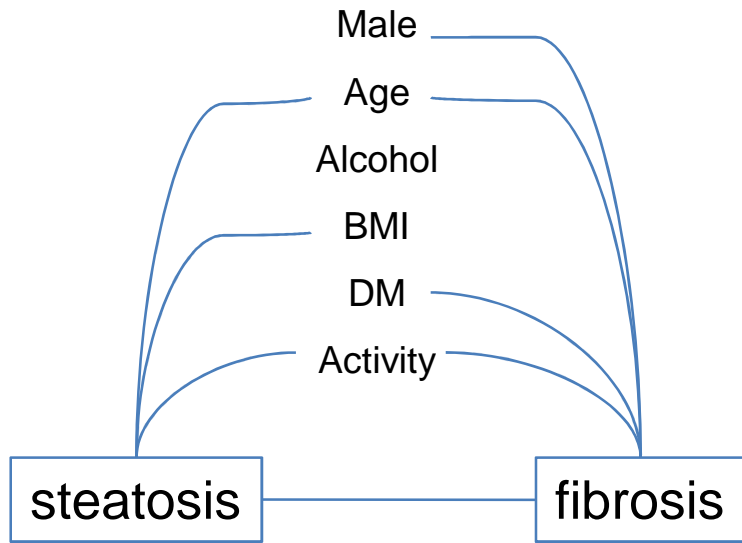 Male
Age
Alcohol
BMI
DM
Activity
steatosis
fibrosis